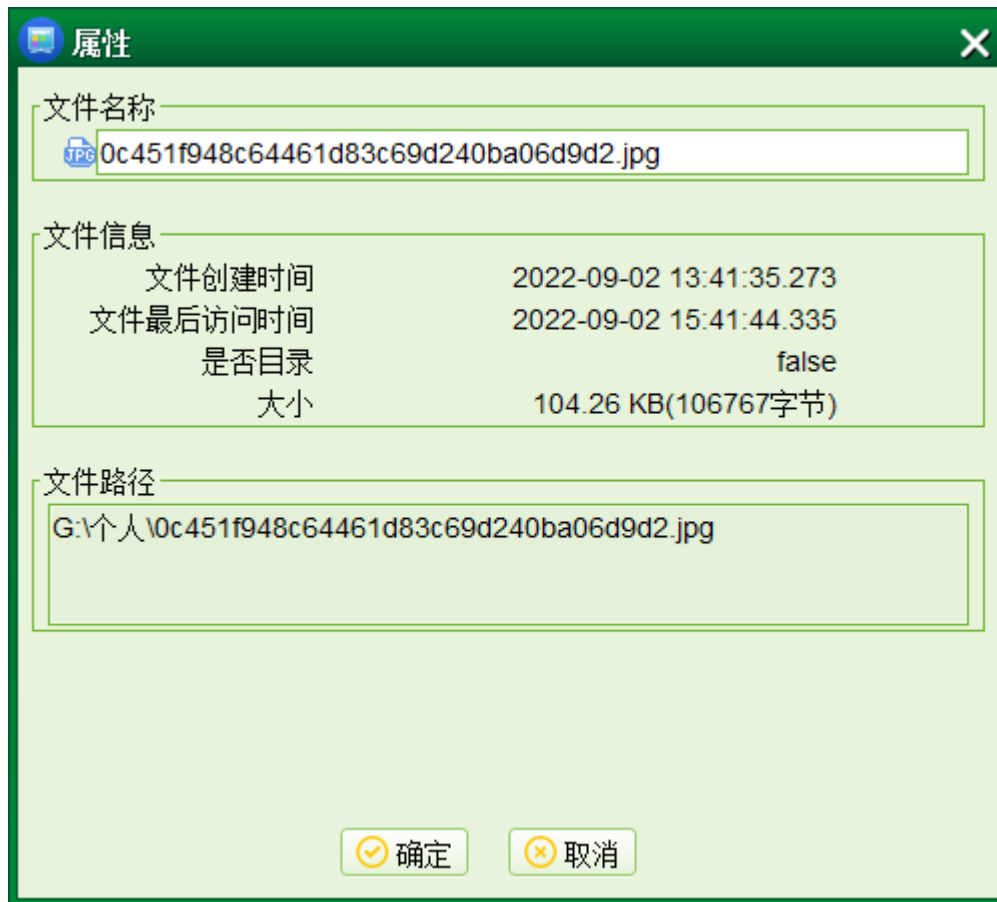 属性
文件名称
JPG 0c451f948c64461d83c69d240ba06d9d2.jpg
文件信息
文件创建时间 2022-09-02 13:41:35.273
文件最后访问时间 2022-09-02 15:41:44.335
是否目录 false
大小 104.26 KB(106767字节)
文件路径
G:\个人\0c451f948c64461d83c69d240ba06d9d2.jpg
确定 取消